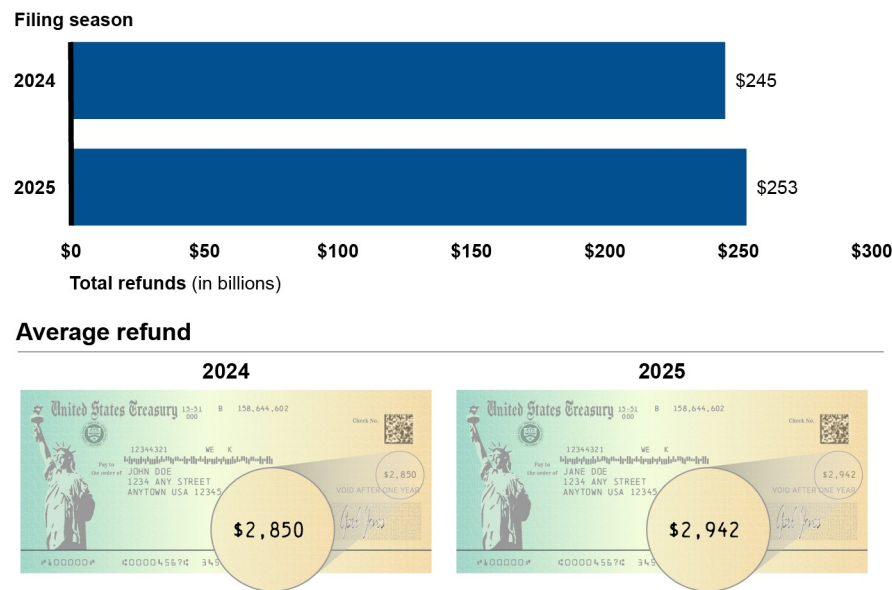 Filing season
2024
$245
2025
$253
$0 $50 $100 $150 $200 $250 $300
Total refunds (in billions)
Average refund
2024
United States Treasury 15-51 000 B 158,644,602
Check No.
12344321 WE K
Pay to the order of
JOHN DOE
1234 ANY STREET
ANYTOWN USA 12345
$2,850
VOID AFTER ONE YEAR
$2,850
2025
United States Treasury 15-51 000 B 158,644,602
Check No.
12344321 WE K
Pay to the order of
JANE DOE
1234 ANY STREET
ANYTOWN USA 12345
$2,942
VOID AFTER ONE YEAR
$2,942